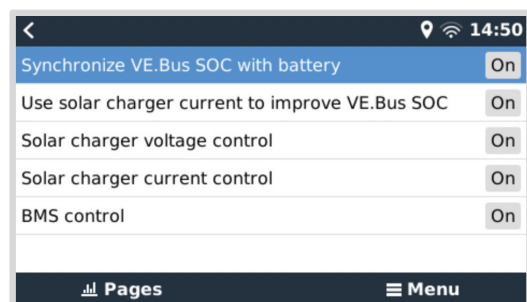 14:50
Synchronize VE.Bus SOC with battery On
Use solar charger current to improve VE.Bus SOC On
Solar charger voltage control On
Solar charger current control On
BMS control On
Pages Menu